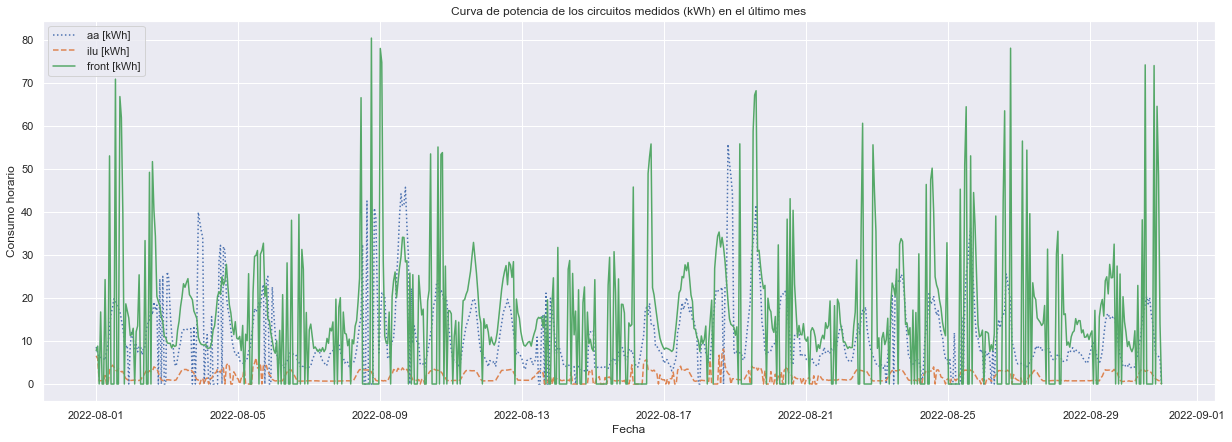 Curva de potencia de los circuitos medidos (kWh) en el último mes
aa [kWh]
ilu [kWh]
front [kWh]
80
70
60
50
40
30
20
10
0
Consumo horario
2022-08-01 2022-08-05 2022-08-09 2022-08-13 2022-08-17 2022-08-21 2022-08-25 2022-08-29 2022-09-01
Fecha